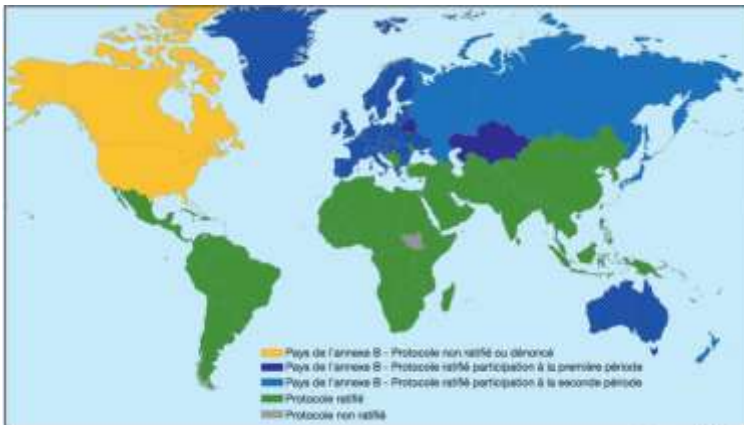 Pays de l'annexe B - Protocole non ratifié ou dénoncé
Pays de l'annexe B - Protocole ratifié participation à la première période
Pays de l'annexe B - Protocole ratifié participation à la seconde période
Protocole ratifié
Protocole non ratifié